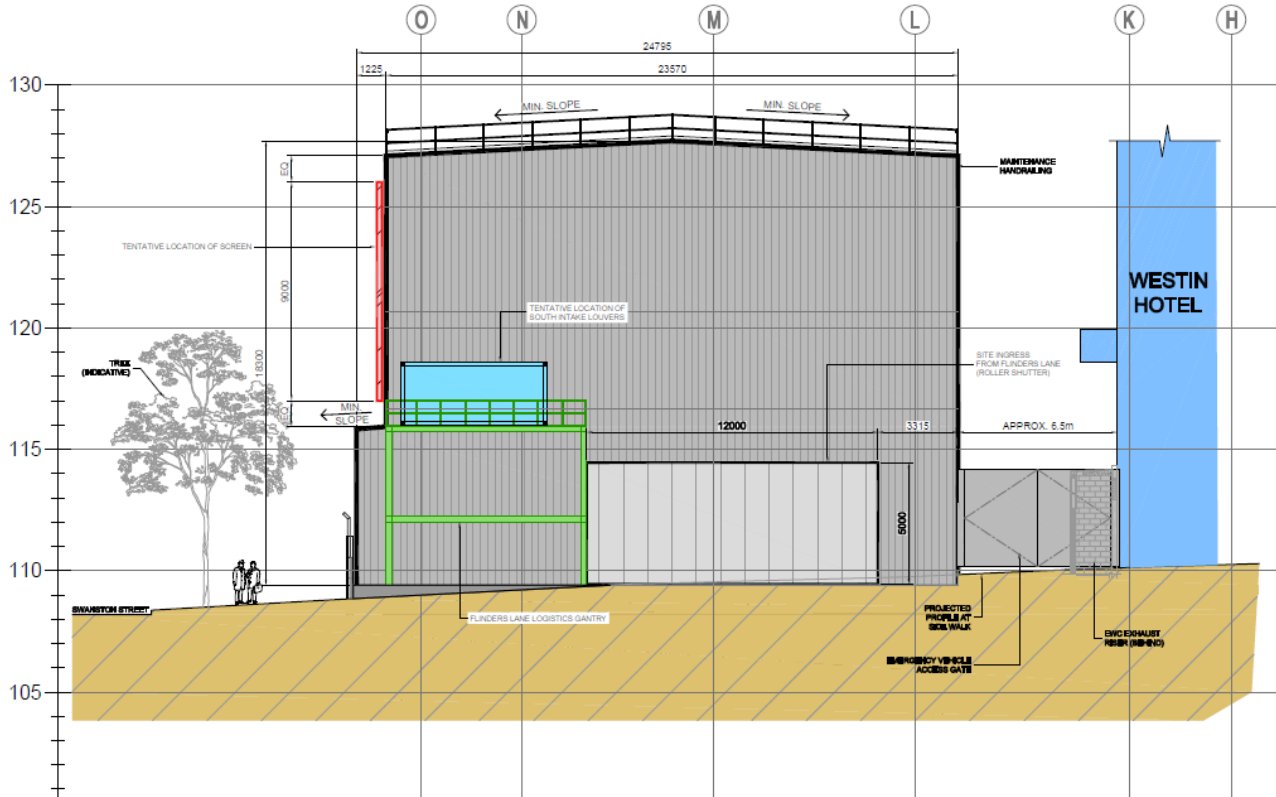 O N M L K H
24795
1225
23570
130
MIN. SLOPE
MIN. SLOPE
EQ
MAINTENANCE
HANDRAILING
125
TENTATIVE LOCATION OF SCREEN
9000
WESTIN
HOTEL
TENTATIVE LOCATION OF
SOUTH INTAKE LOUVERS
120
SITE INGRESS
FROM FLINDERS LANE
(ROLLER SHUTTER)
TREE
(INDICATIVE)
18300
EQ
MIN.
SLOPE
12000
3315
APPROX. 6.5m
115
5000
110
SWANSTON STREET
FLINDERS LANE LOGISTICS GANTRY
PROJECTED
PROFILE AT
SIDE WALK
EWC EXHAUST
RISER (BEHIND)
EMERGENCY VEHICLE
ACCESS GATE
105